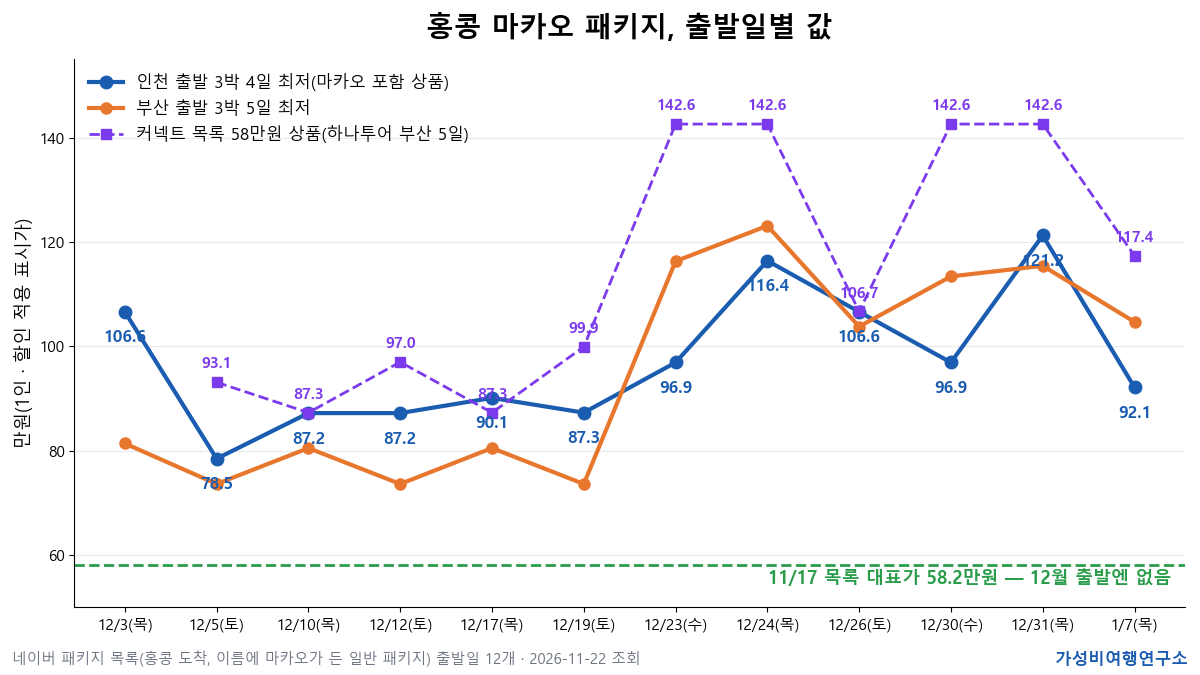 홍콩 마카오 패키지, 출발일별 값
인천 출발 3박 4일 최저(마카오 포함 상품)
부산 출발 3박 5일 최저
커넥트 목록 58만원 상품(하나투어 부산 5일)
만원(1인 · 할인 적용 표시가)
140
120
100
80
60
142.6 142.6 142.6 142.6
117.4
106.7
99.9
97.0
93.1
87.3 87.3
106.6 78.5 87.2 87.2 90.1 87.3 96.9 116.4 106.6 96.9 121.2 92.1
11/17 목록 대표가 58.2만원 — 12월 출발엔 없음
12/3(목) 12/5(토) 12/10(목) 12/12(토) 12/17(목) 12/19(토) 12/23(수) 12/24(목) 12/26(토) 12/30(수) 12/31(목) 1/7(목)
네이버 패키지 목록(홍콩 도착, 이름에 마카오가 든 일반 패키지) 출발일 12개 · 2026-11-22 조회
가성비여행연구소